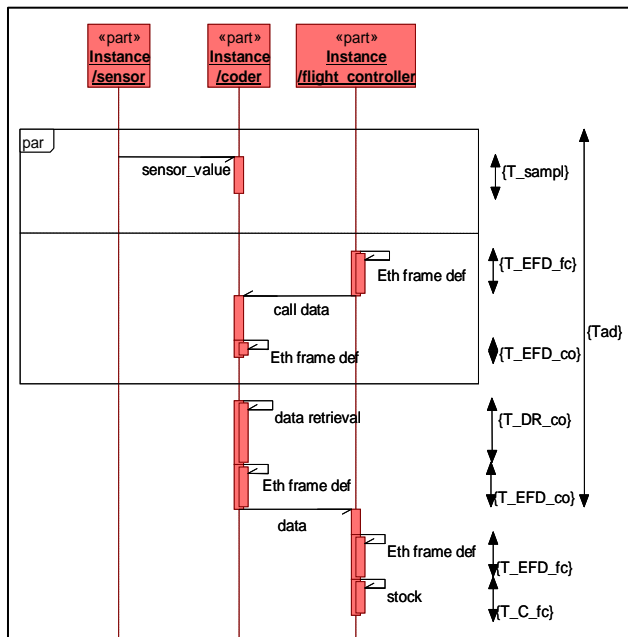 «part»
Instance
/sensor
«part»
Instance
/coder
«part»
Instance
/flight_controller
par
sensor_value
{T_sampl}
Eth frame def
{T_EFD_fc}
call data
{Tad}
Eth frame def
{T_EFD_co}
data retrieval
{T_DR_co}
Eth frame def
{T_EFD_co}
data
Eth frame def
{T_EFD_fc}
stock
{T_C_fc}